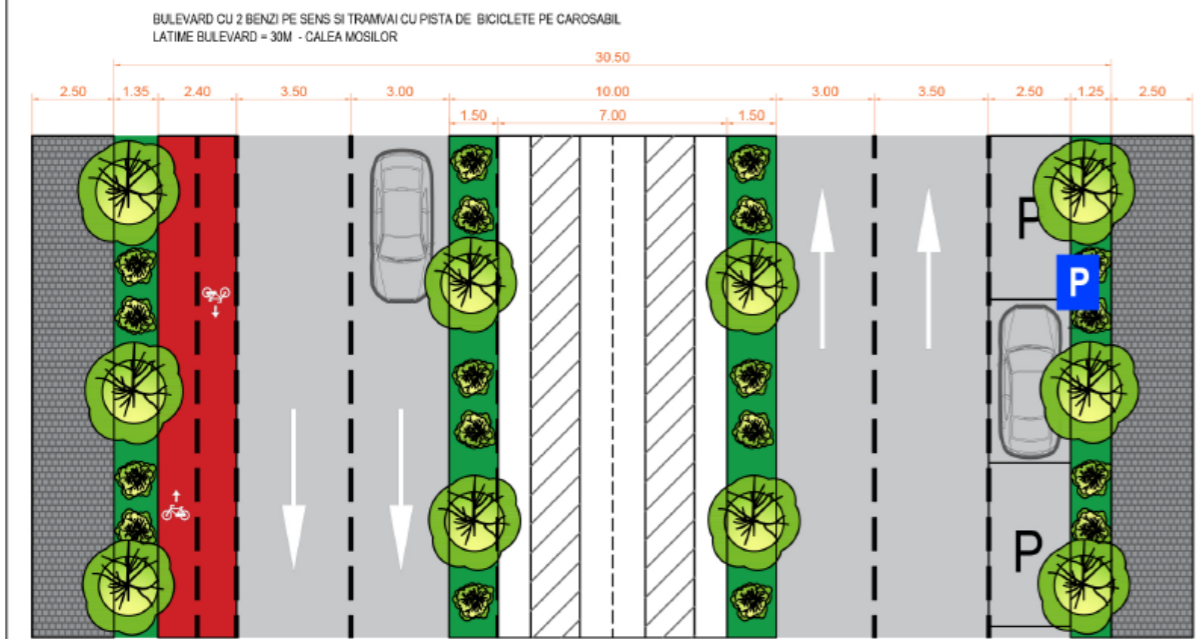 BULEVARD CU 2 BENZI PE SENS SI TRAMVAI CU PISTA DE BICICLETE PE CAROSABIL
LATIME BULEVARD = 30M - CALEA MOSILOR
30.50
2.50 1.35 2.40 3.50 3.00 10.00 3.00 3.50 2.50 1.25 2.50
1.50 7.00 1.50
P
P
P